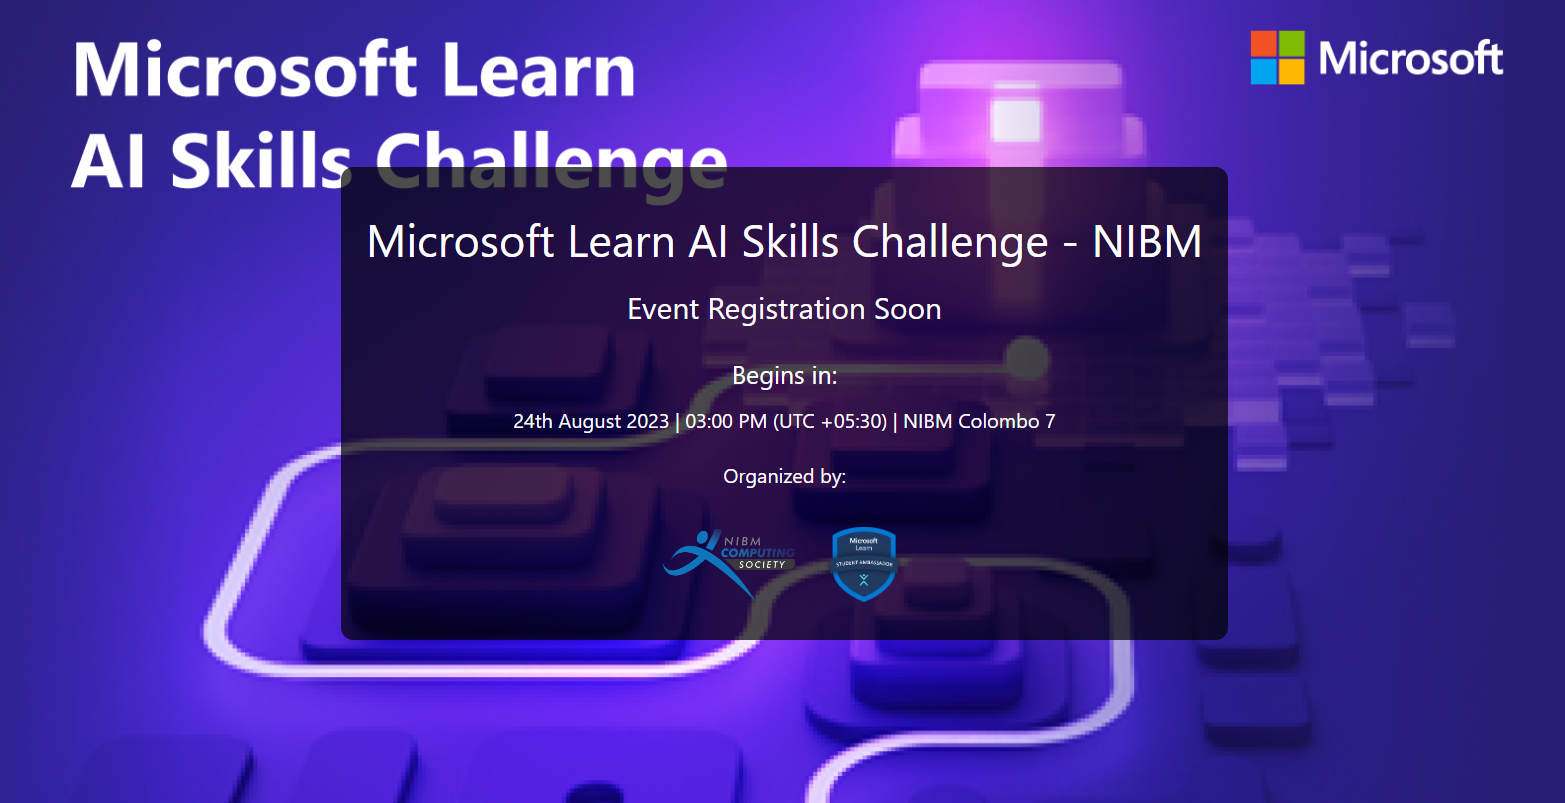 Microsoft Learn
AI Skills Challenge
Microsoft
Microsoft Learn AI Skills Challenge - NIBM
Event Registration Soon
Begins in:
24th August 2023 | 03:00 PM (UTC +05:30) | NIBM Colombo 7
Organized by:
NIBM
COMPUTING
SOCIETY
Microsoft
Learn
STUDENT AMBASSADOR